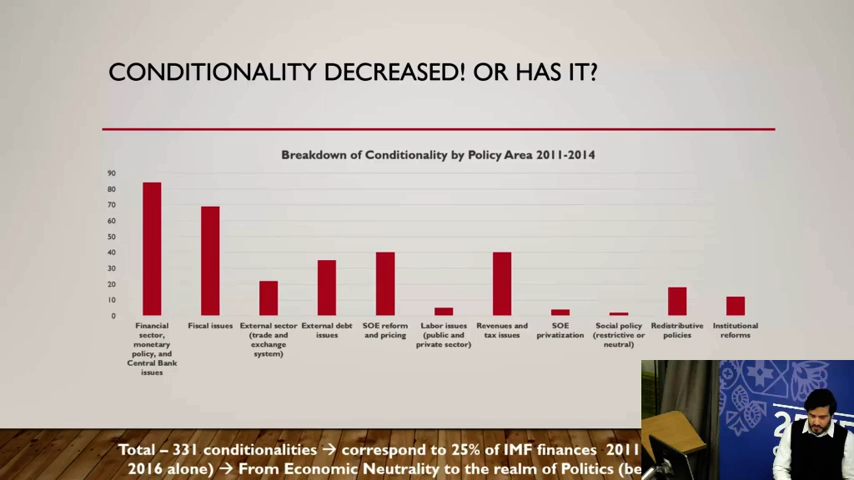 CONDITIONALITY DECREASED! OR HAS IT?
Breakdown of Conditionality by Policy Area 2011-2014
90
80
70
60
50
40
30
20
10
0
Financial
sector,
monetary
policy, and
Central Bank
issues
Fiscal issues
External sector
(trade and
exchange
system)
External debt
issues
SOE reform
and pricing
Labor issues
(public and
private sector)
Revenues and
tax issues
SOE
privatization
Social policy
(restrictive or
neutral)
Redistributive
policies
Institutional
reforms
Total – 331 conditionalities → correspond to 25% of IMF finances 2011
2016 alone) → From Economic Neutrality to the realm of Politics (be